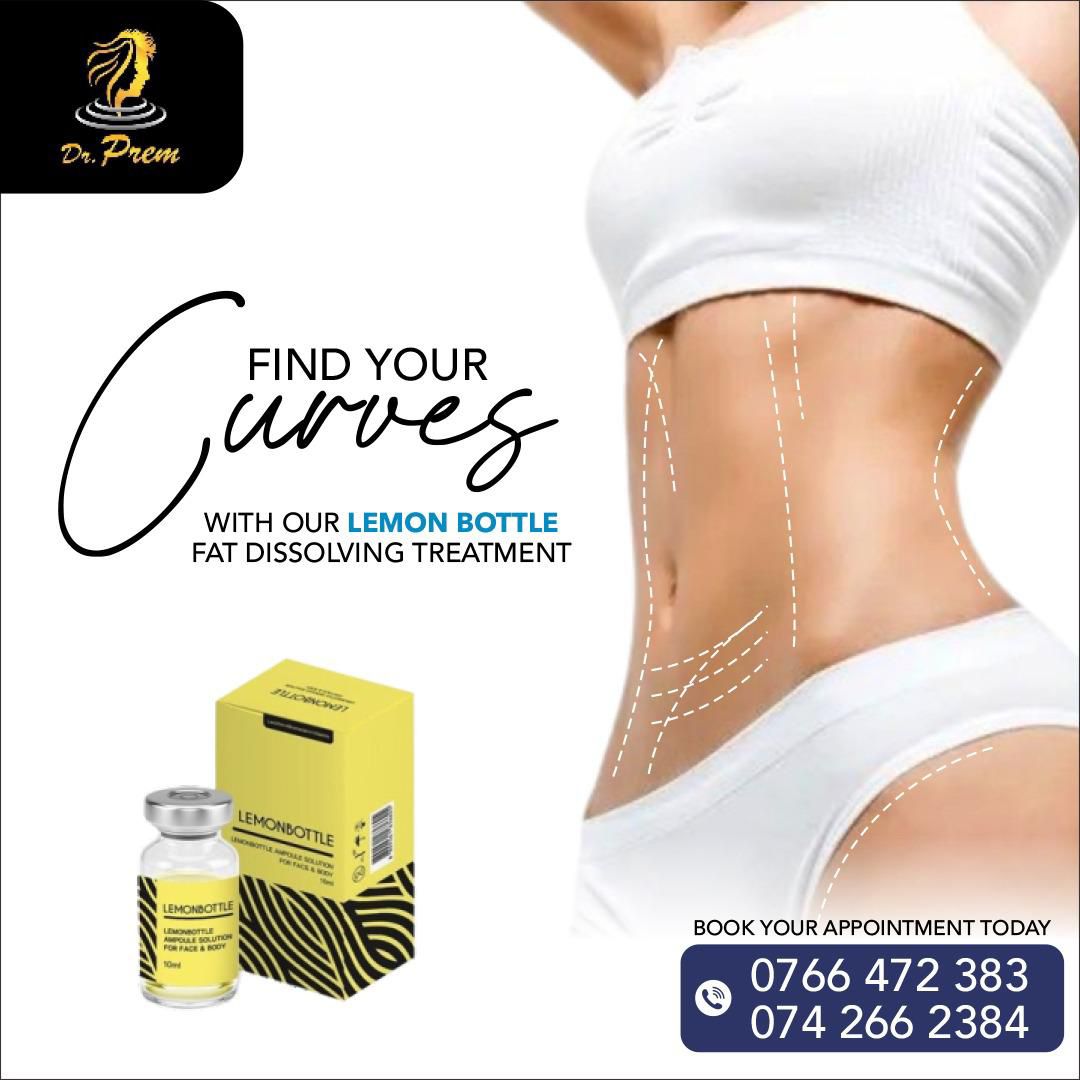 Dr. Prem
FIND YOUR
Curves
WITH OUR LEMON BOTTLE
FAT DISSOLVING TREATMENT
LEMONBOTTLE
LEMONBOTTLE
LEMONBOTTLE AMPOULE SOLUTION
FOR FACE & BODY
10ml
LEMONBOTTLE
LEMONBOTTLE
AMPOULE SOLUTION
FOR FACE & BODY
10ml
BOOK YOUR APPOINTMENT TODAY
0766 472 383
074 266 2384